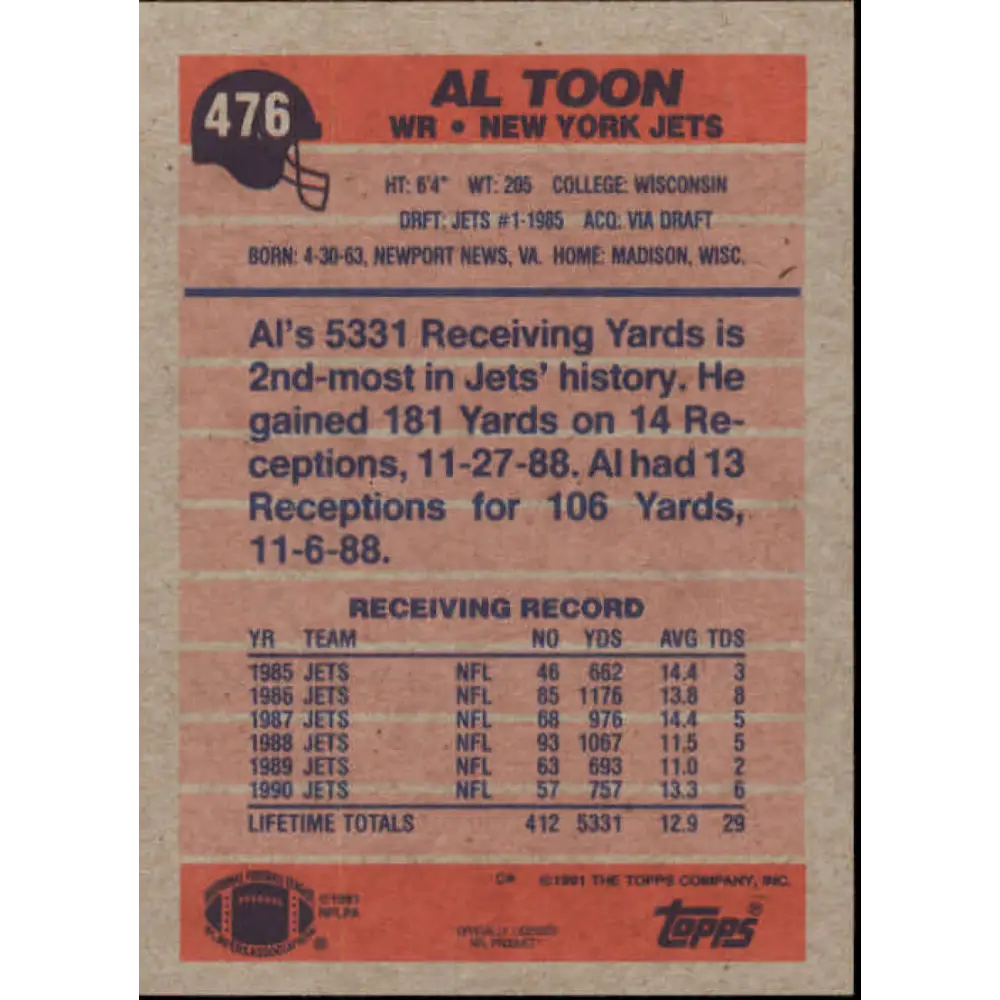 476
AL TOON
WR • NEW YORK JETS
HT: 6'4" WT: 205 COLLEGE: WISCONSIN
DRFT: JETS #1-1985 ACQ: VIA DRAFT
BORN: 4-30-63, NEWPORT NEWS, VA. HOME: MADISON, WISC.
Al's 5331 Receiving Yards is
2nd-most in Jets' history. He
gained 181 Yards on 14 Re-
ceptions, 11-27-88. Al had 13
Receptions for 106 Yards,
11-6-88.
RECEIVING RECORD
YR TEAM NO YDS AVG TDS
1985 JETS NFL 46 662 14.4 3
1986 JETS NFL 85 1176 13.8 8
1987 JETS NFL 68 976 14.4 5
1988 JETS NFL 93 1067 11.5 5
1989 JETS NFL 63 693 11.0 2
1990 JETS NFL 57 757 13.3 6
LIFETIME TOTALS 412 5331 12.9 29
©1991 THE TOPPS COMPANY, INC.
©1991
NFLPA
OFFICIALLY LICENSED
NFL PRODUCT
topps®